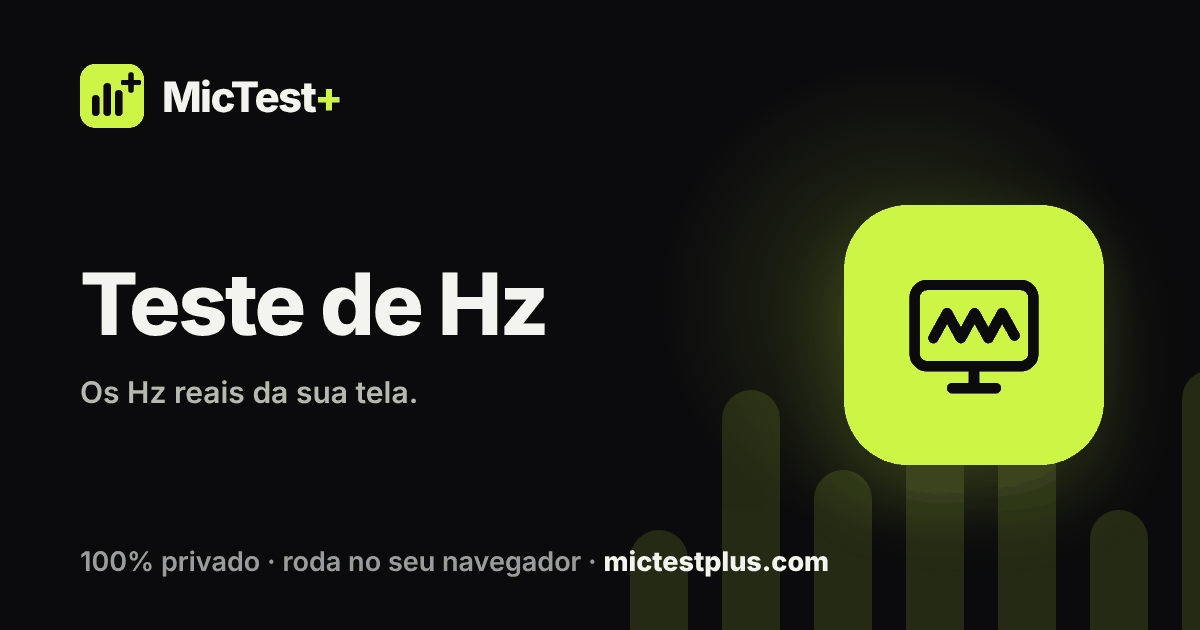 MicTest+
Teste de Hz
Os Hz reais da sua tela.
100% privado · roda no seu navegador · mictestplus.com